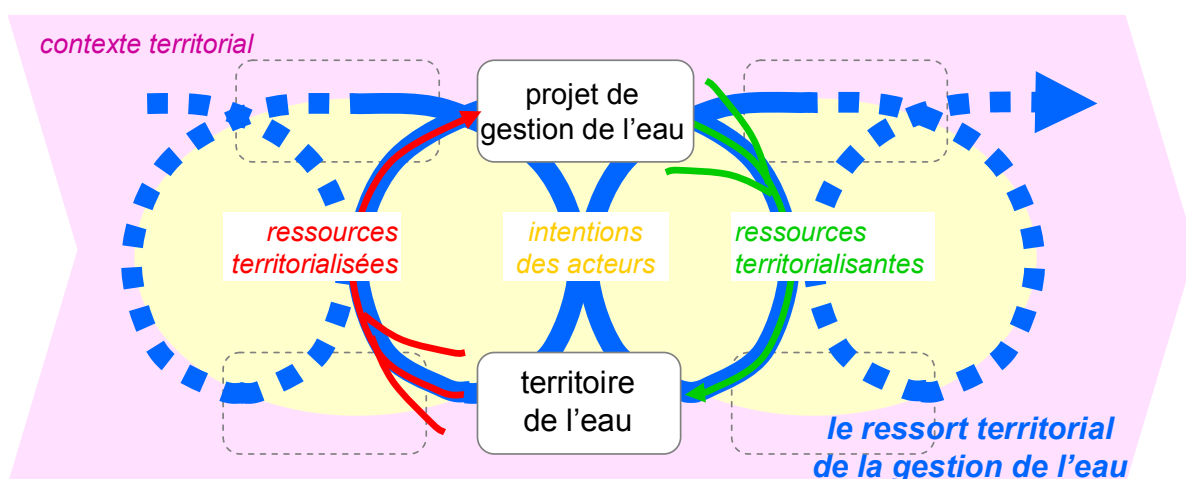 contexte territorial
projet de
gestion de l’eau
ressources
territorialisées
intentions
des acteurs
ressources
territorialisantes
territoire
de l’eau
le ressort territorial
de la gestion de l’eau